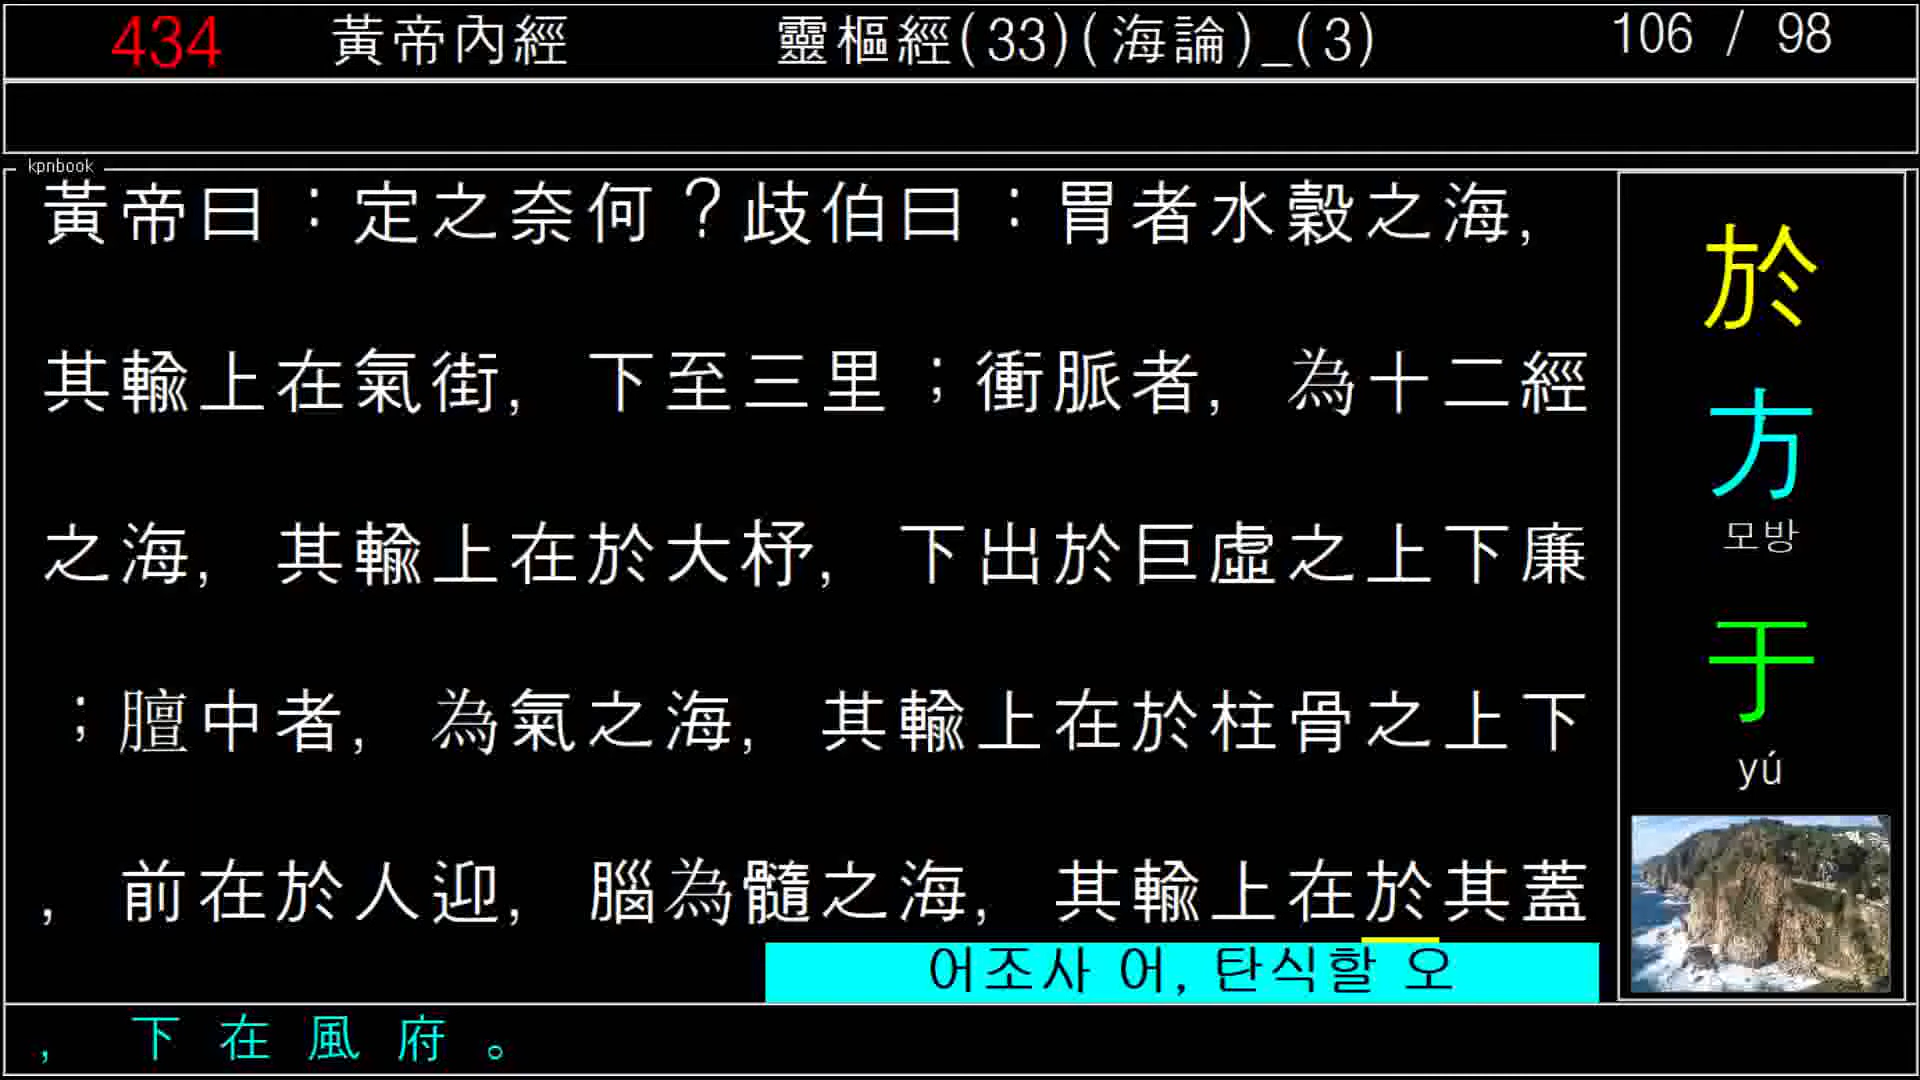 434 黃帝內經 靈樞經(33)(海論)_(3) 106 / 98
kpnbook
黃帝曰：定之奈何？歧伯曰：胃者水穀之海,
其輸上在氣街, 下至三里；衝脈者, 為十二經
之海, 其輸上在於大杼, 下出於巨虛之上下廉
；膻中者, 為氣之海, 其輸上在於柱骨之上下
, 前在於人迎, 腦為髓之海, 其輸上在於其蓋
어조사 어, 탄식할 오
, 下在風府。
於
方
모방
于
yú